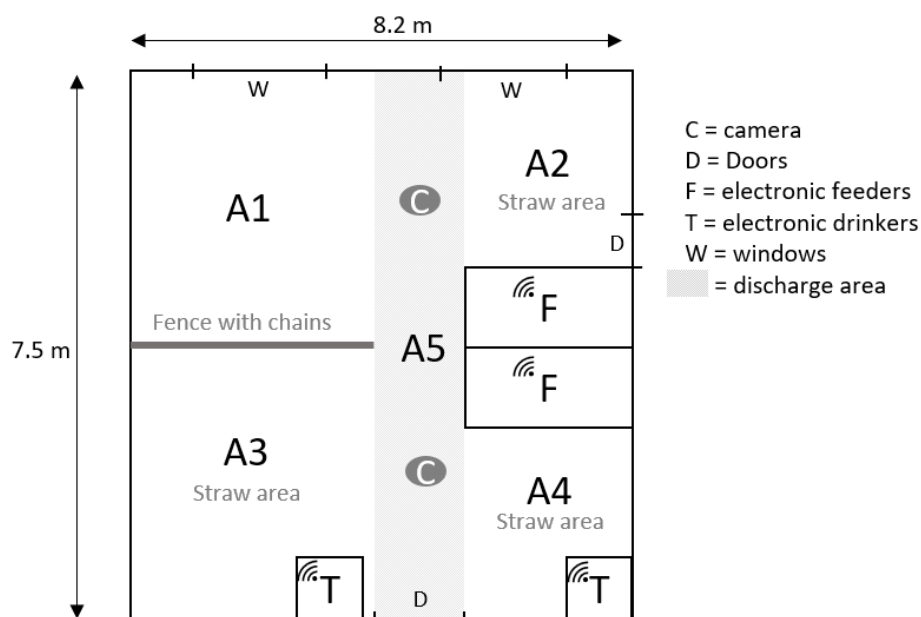 8.2 m
W
W
C = camera
D = Doors
F = electronic feeders
T = electronic drinkers
W = windows
= discharge area
A1
C
A2
Straw area
D
F
Fence with chains
7.5 m
A5
F
A3
Straw area
C
A4
Straw area
T
D
T